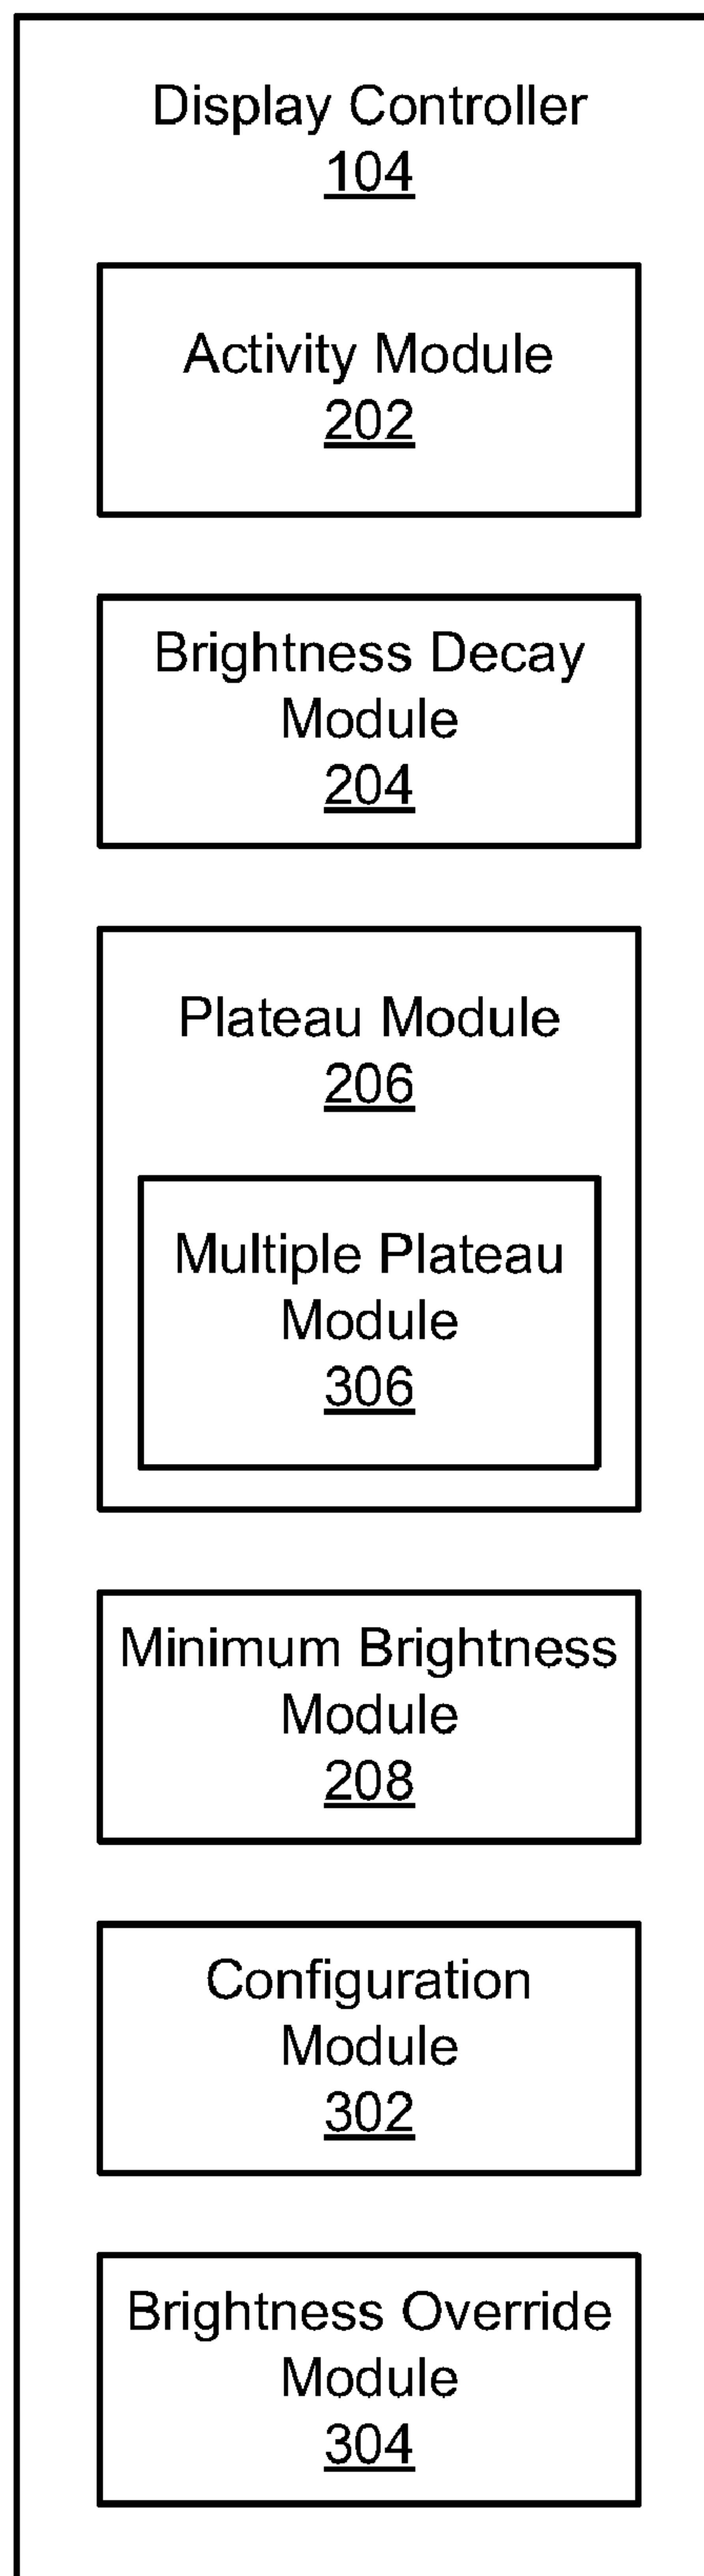 Display Controller
104
Activity Module
202
Brightness Decay
Module
204
Plateau Module
206
Multiple Plateau
Module
306
Minimum Brightness
Module
208
Configuration
Module
302
Brightness Override
Module
304